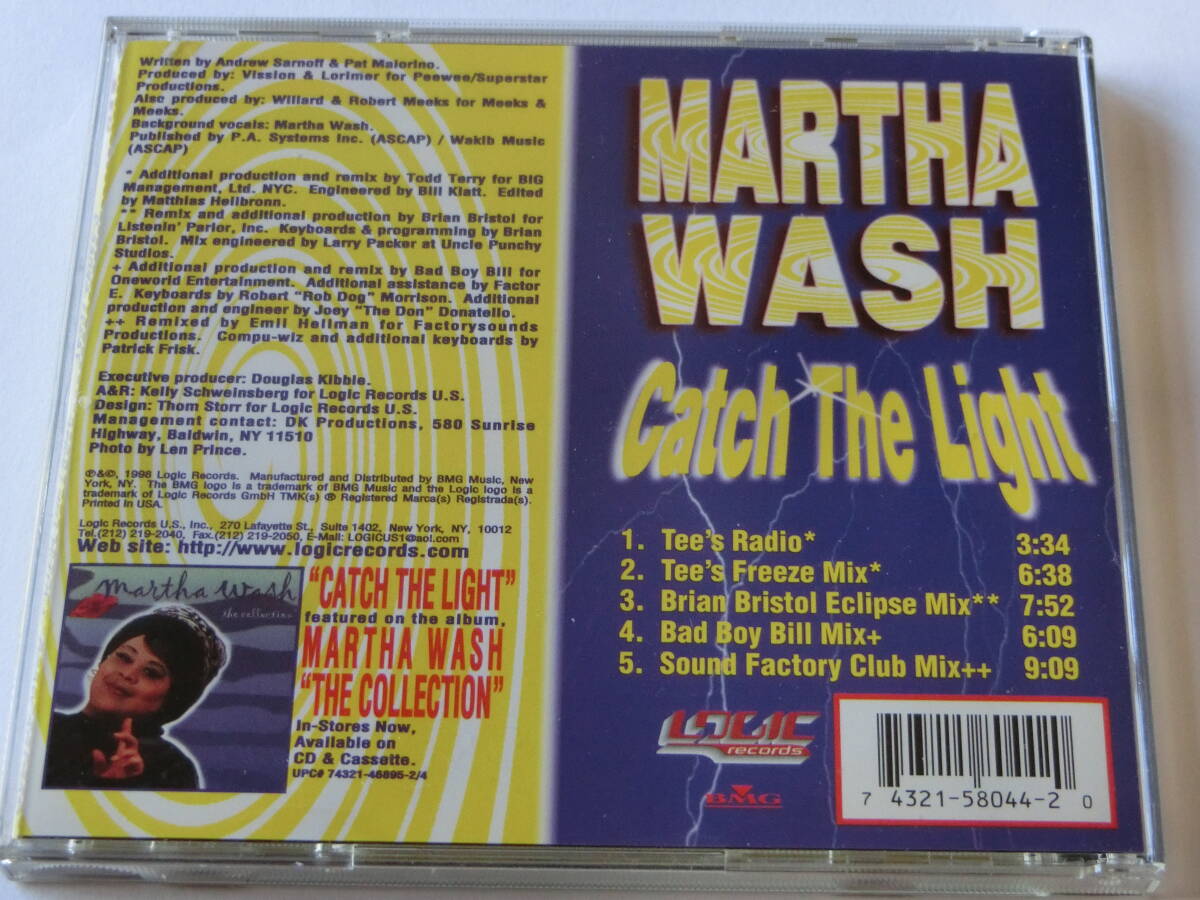 Written by Andrew Sarnoff & Pat Maiorino.
Produced by: Vission & Lorimer for Peewee/Superstar
Productions.
Also produced by: Willard & Robert Meeks for Meeks &
Meeks.
Background vocals: Martha Wash.
Published by P.A. Systems Inc. (ASCAP) / Wakib Music
(ASCAP)
* Additional production and remix by Todd Terry for BIG
Management, Ltd. NYC. Engineered by Bill Klatt. Edited
by Matthias Heilbronn.
** Remix and additional production by Brian Bristol for
Listenin' Parlor, Inc. Keyboards & programming by Brian
Bristol. Mix engineered by Larry Packer at Uncle Punchy
Studios.
+ Additional production and remix by Bad Boy Bill for
Oneworld Entertainment. Additional assistance by Factor
E. Keyboards by Robert "Rob Dog" Morrison. Additional
production and engineer by Joey "The Don" Donatello.
++ Remixed by Emil Hellman for Factorysounds
Productions. Compu-wiz and additional keyboards by
Patrick Frisk.
Executive producer: Douglas Kibble.
A&R: Kelly Schweinsberg for Logic Records U.S.
Design: Thom Storr for Logic Records U.S.
Management contact: DK Productions, 580 Sunrise
Highway, Baldwin, NY 11510
Photo by Len Prince.
℗&©, 1998 Logic Records. Manufactured and Distributed by BMG Music, New
York, NY. The BMG logo is a trademark of BMG Music and the Logic logo is a
trademark of Logic Records GmbH TMK(s) ® Registered Marca(s) Registrada(s).
Printed in USA.
Logic Records U.S., Inc., 270 Lafayette St., Suite 1402, New York, NY, 10012
Tel.(212) 219-2040, Fax.(212) 219-2050, E-Mail: LOGICUS1@aol.com
Web site: http://www.logicrecords.com
martha wash
the collection
"CATCH THE LIGHT"
featured on the album,
MARTHA WASH
"THE COLLECTION"
In-Stores Now,
Available on
CD & Cassette.
UPC# 74321-46895-2/4
MARTHA
WASH
Catch The Light
1. Tee's Radio* 3:34
2. Tee's Freeze Mix* 6:38
3. Brian Bristol Eclipse Mix** 7:52
4. Bad Boy Bill Mix+ 6:09
5. Sound Factory Club Mix++ 9:09
LOGIC
records
BMG
7 4321-58044-2 0